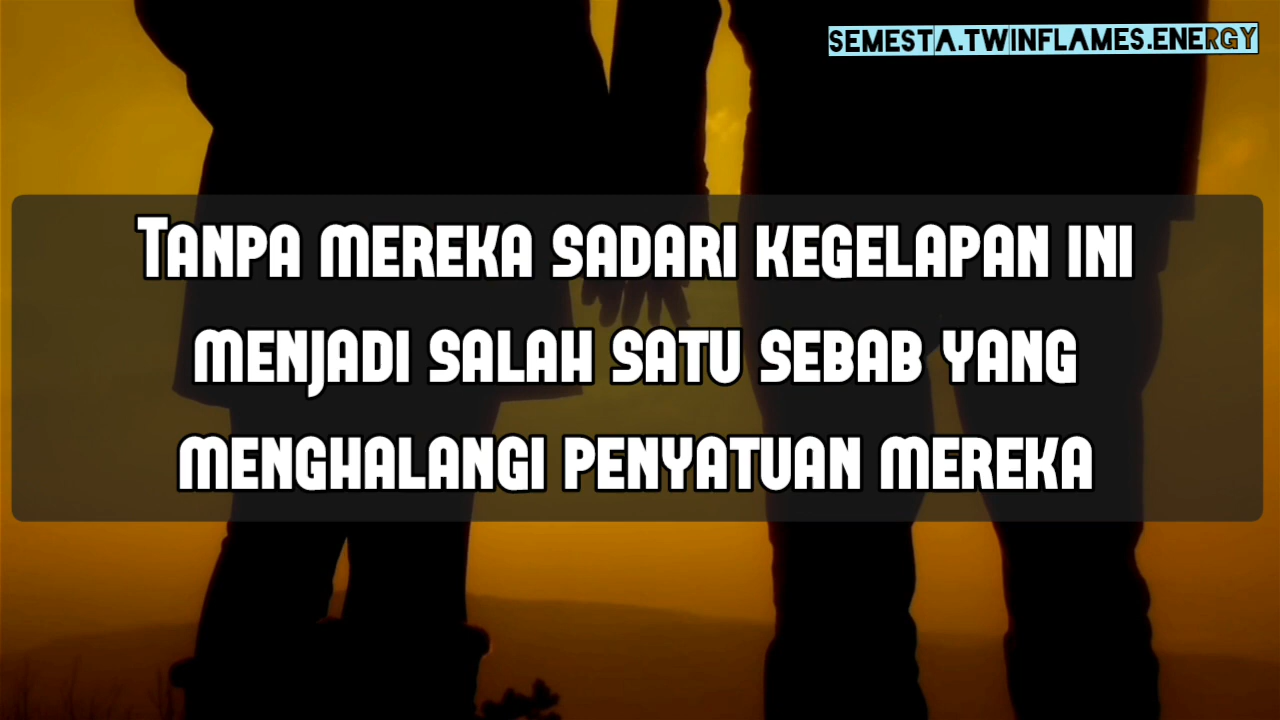 SEMESTA.TWINFLAMES.ENERGY
Tanpa mereka sadari kegelapan ini
menjadi salah satu sebab yang
menghalangi penyatuan mereka